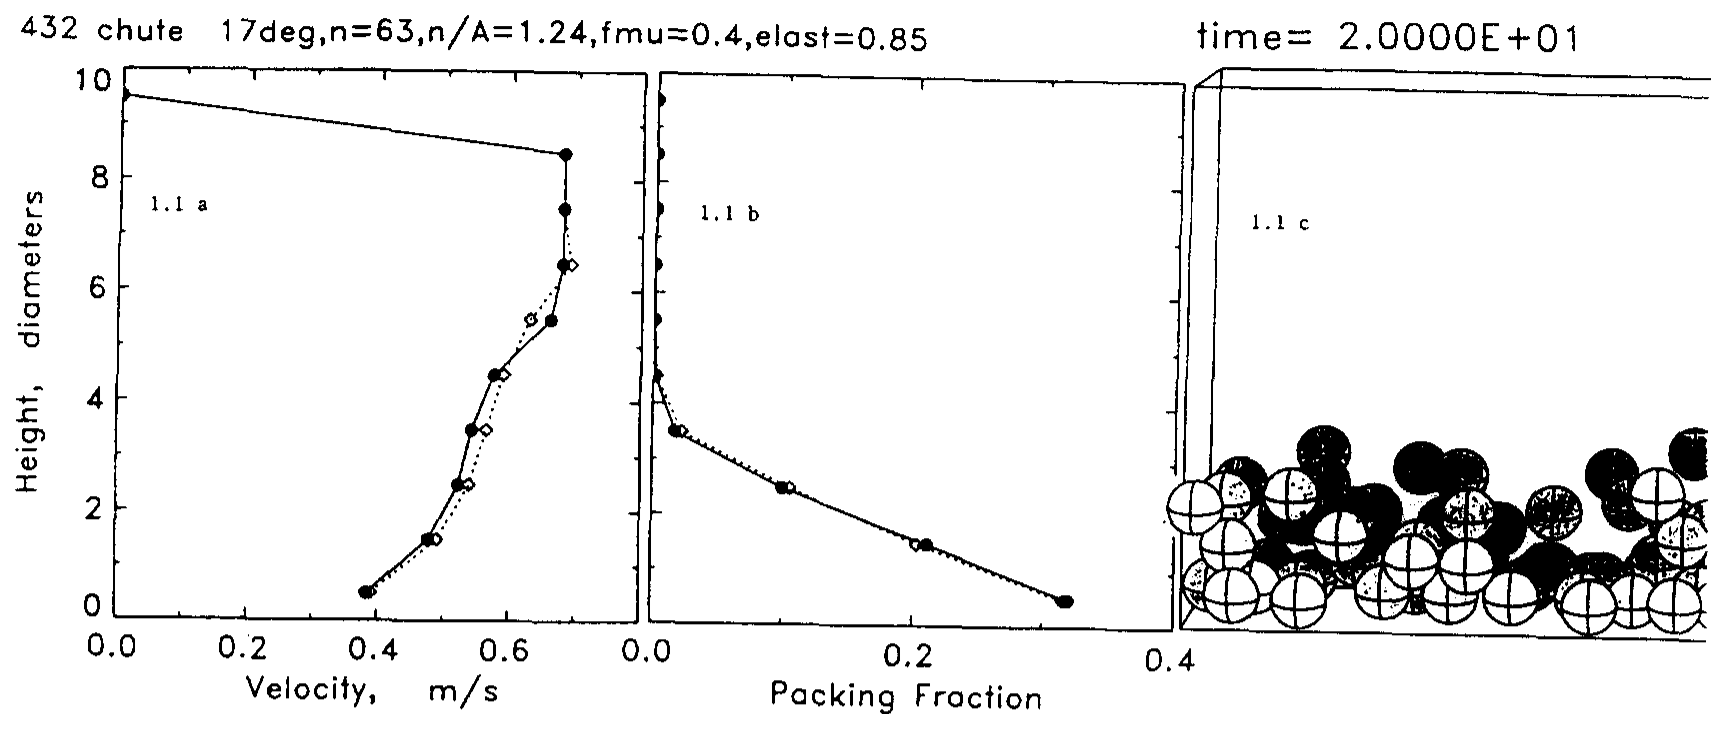 432 chute 17deg,n=63,n/A=1.24,fmu=0.4,elast=0.85
time= 2.0000E+01
10
8
6
4
2
0
Height, diameters
1.1 a
1.1 b
1.1 c
0.0 0.2 0.4 0.6
0.0 0.2 0.4
Velocity, m/s
Packing Fraction